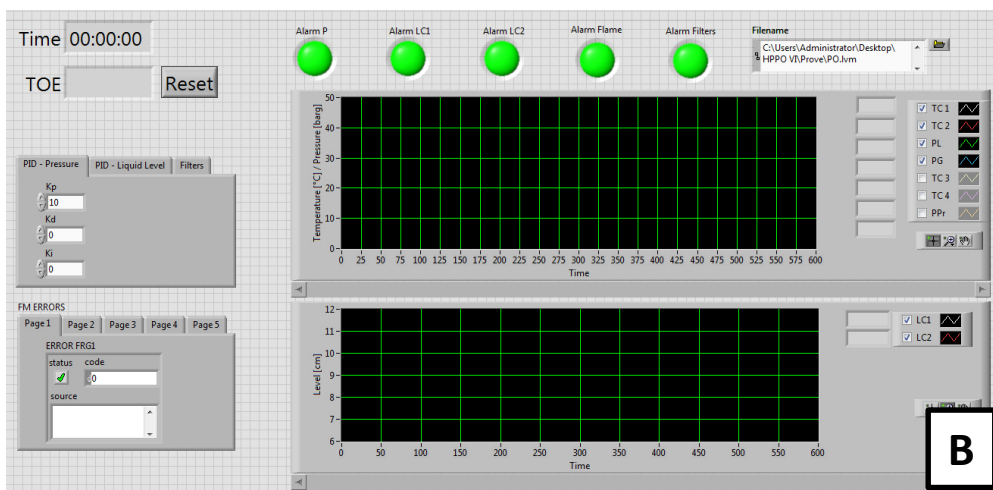 Time 00:00:00
TOE
Reset
Alarm P
Alarm LC1
Alarm LC2
Alarm Flame
Alarm Filters
Filename
C:\Users\Administrator\Desktop\
HPPO VI\Prove\PO.lvm
PID - Pressure
PID - Liquid Level
Filters
Kp
10
Kd
0
Ki
0
FM ERRORS
Page 1
Page 2
Page 3
Page 4
Page 5
ERROR FRG1
status
code
0
source
Temperature [°C] / Pressure [barg]
50
40
30
20
10
0
0 25 50 75 100 125 150 175 200 225 250 275 300 325 350 375 400 425 450 475 500 525 550 575 600
Time
TC 1
TC 2
PL
PG
TC 3
TC 4
PPr
Level [cm]
12
11
10
9
8
7
6
0 50 100 150 200 250 300 350 400 450 500 550 600
Time
LC1
LC2
B